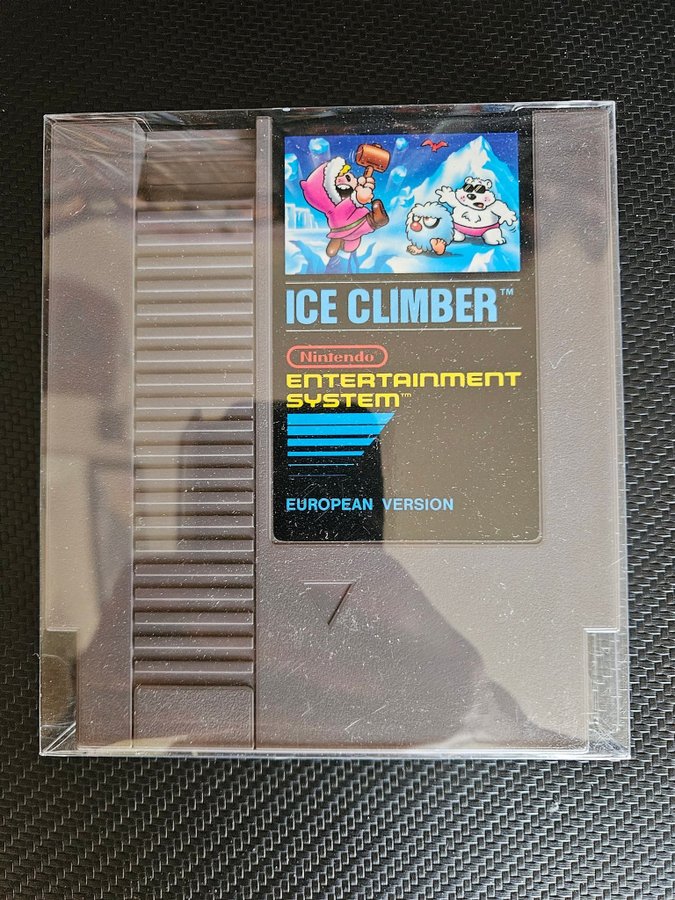 ICE CLIMBER™
Nintendo®
ENTERTAINMENT
SYSTEM™
EUROPEAN VERSION